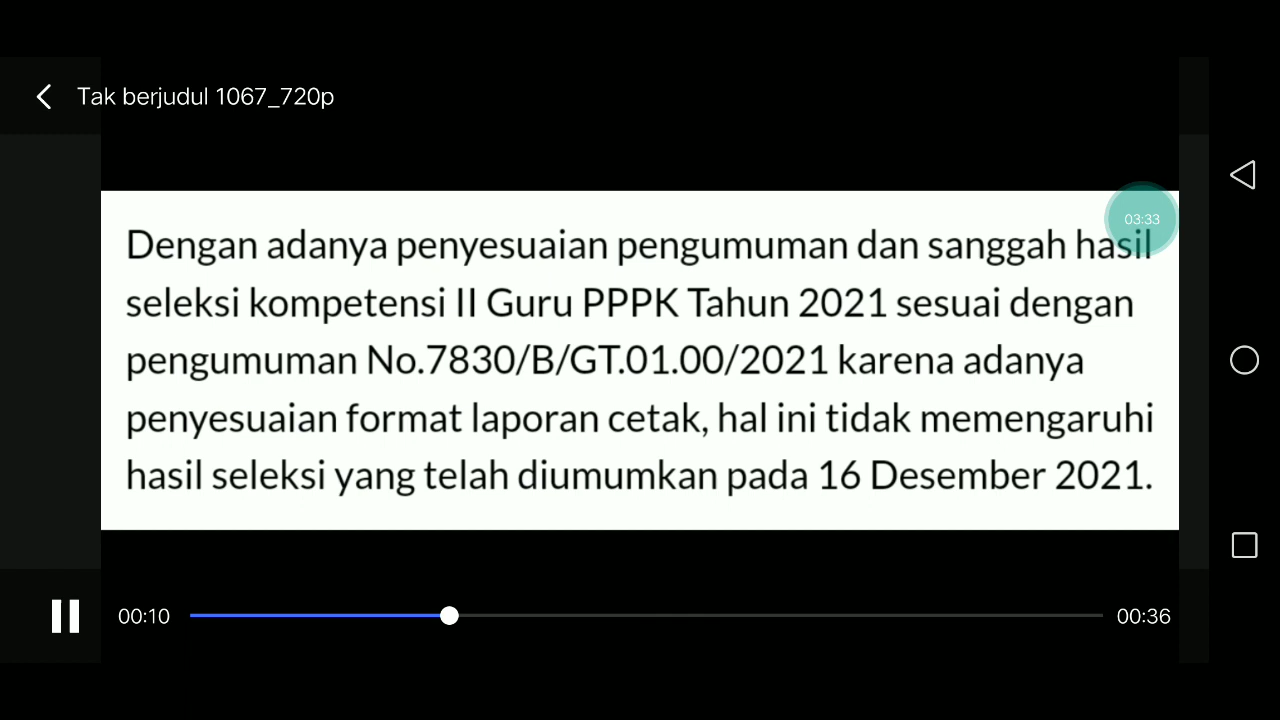 Tak berjudul 1067_720p
03:33
Dengan adanya penyesuaian pengumuman dan sanggah hasil
seleksi kompetensi II Guru PPPK Tahun 2021 sesuai dengan
pengumuman No.7830/B/GT.01.00/2021 karena adanya
penyesuaian format laporan cetak, hal ini tidak memengaruhi
hasil seleksi yang telah diumumkan pada 16 Desember 2021.
00:10
00:36